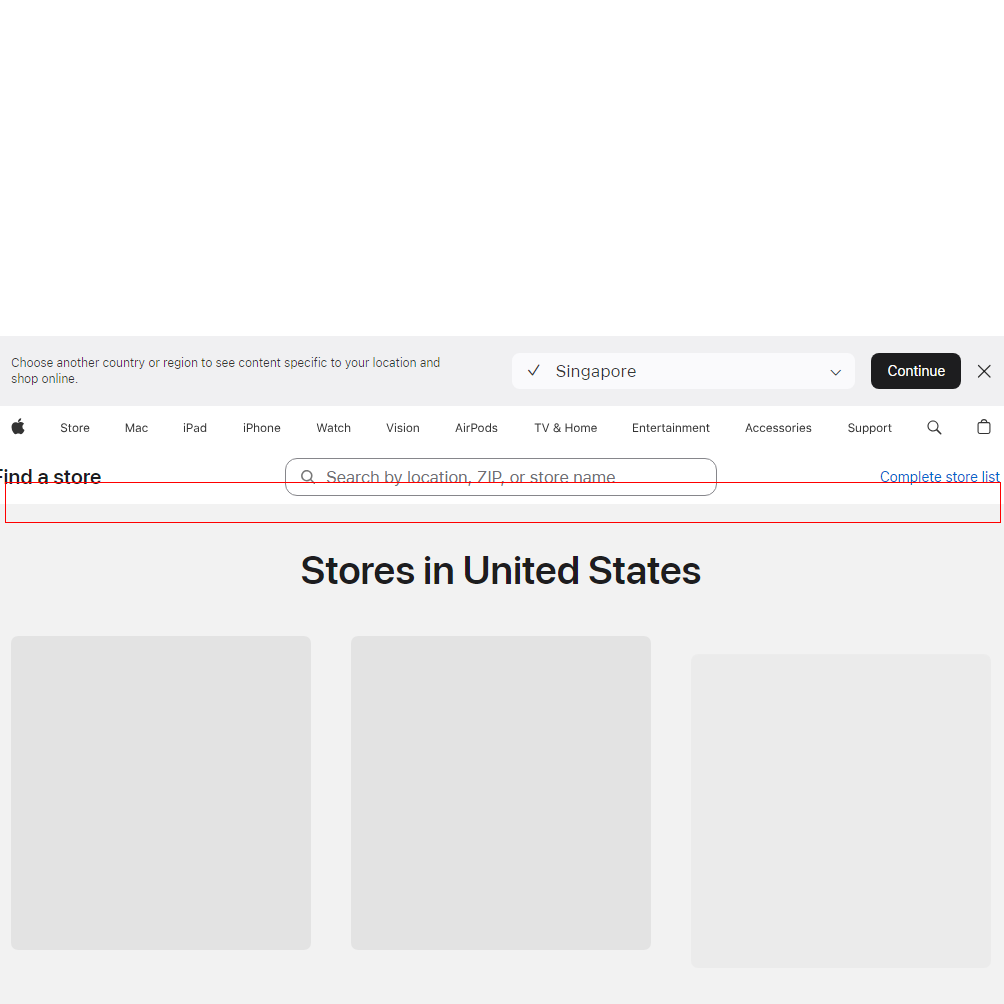 Choose another country or region to see content specific to your location and
shop online.
Singapore
Continue
Store Mac iPad iPhone Watch Vision AirPods TV & Home Entertainment Accessories Support
Find a store
Search by location, ZIP, or store name
Complete store list
Stores in United States